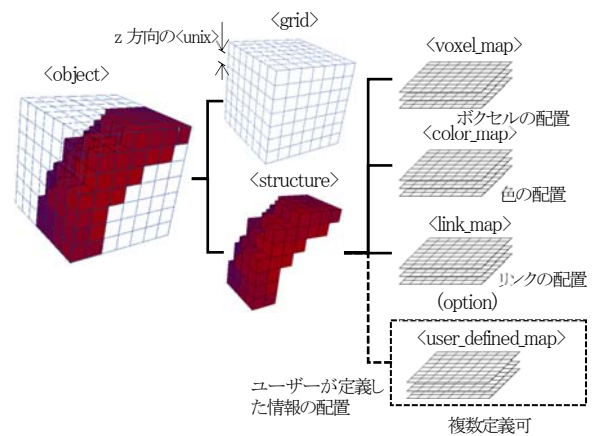 <grid>
z 方向の<unix>
<object>
<voxel_map>
ボクセルの配置
<color_map>
色の配置
<structure>
<link_map>
リンクの配置
(option)
<user_defined_map>
ユーザーが定義し
た情報の配置
複数定義可